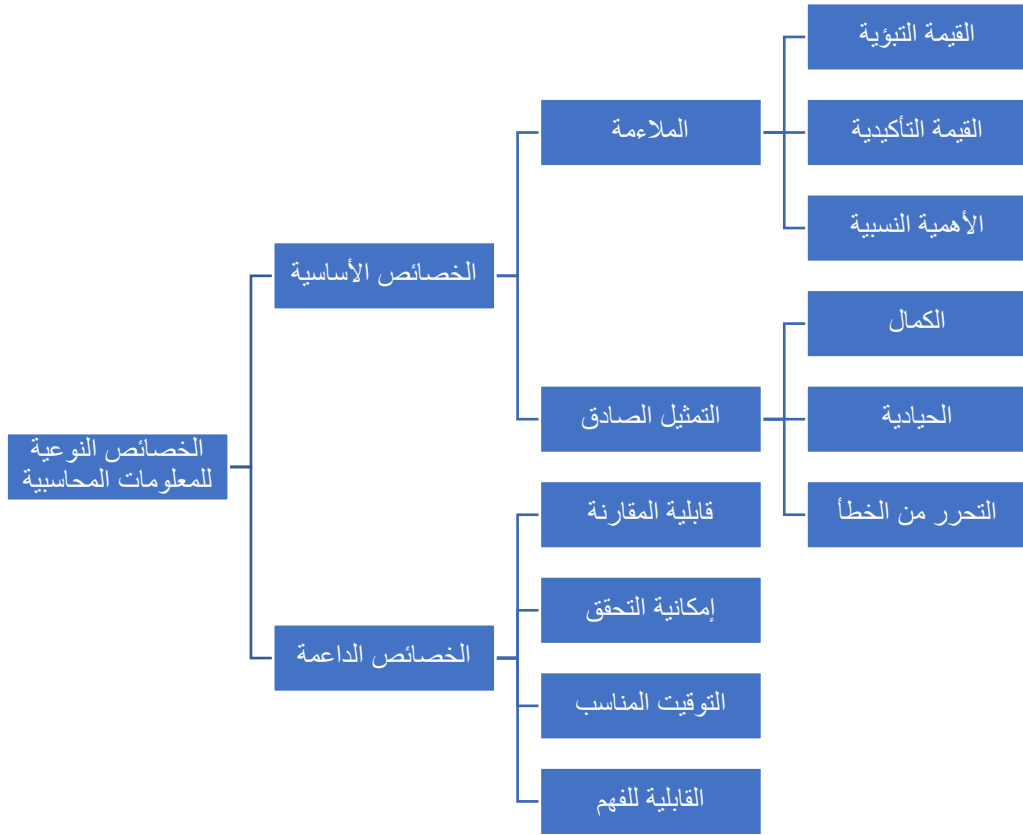 الخصائص النوعية
للمعلومات المحاسبية
الخصائص الأساسية
الملاءمة
القيمة التبؤية
القيمة التأكيدية
الأهمية النسبية
التمثيل الصادق
الكمال
الحيادية
التحرر من الخطأ
الخصائص الداعمة
قابلية المقارنة
إمكانية التحقق
التوقيت المناسب
القابلية للفهم